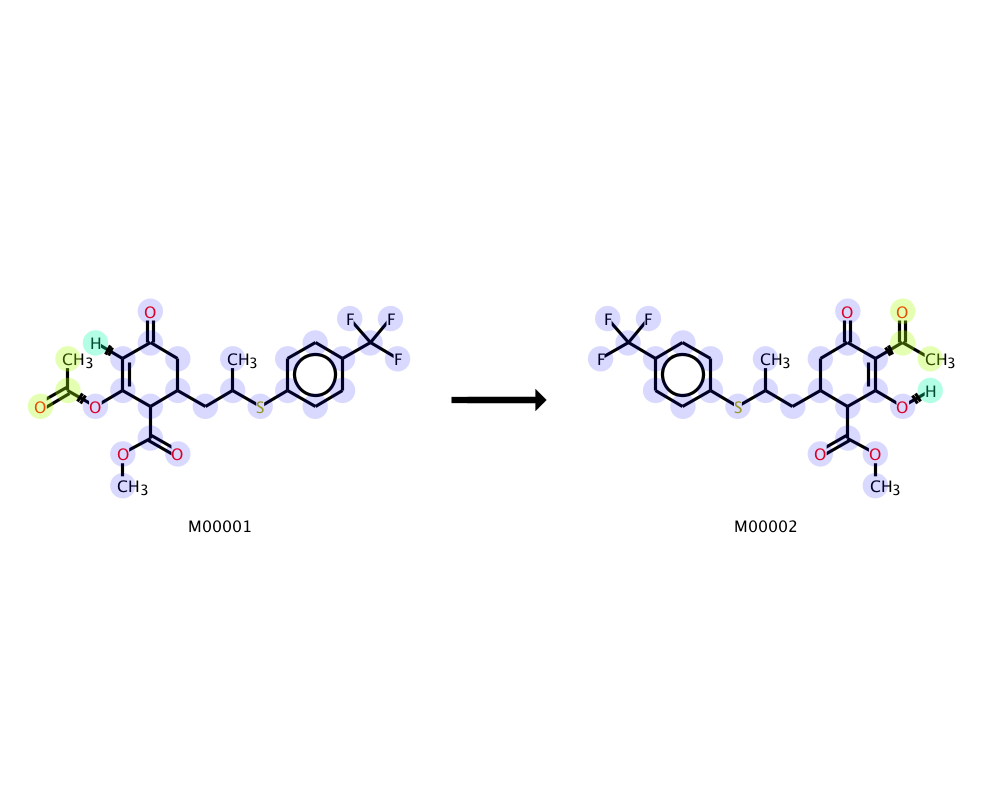 O F F F F F O O
H F F
CH3 CH3 CH3 CH3
H
O O S S O
O O O O
CH3 CH3
M00001 M00002